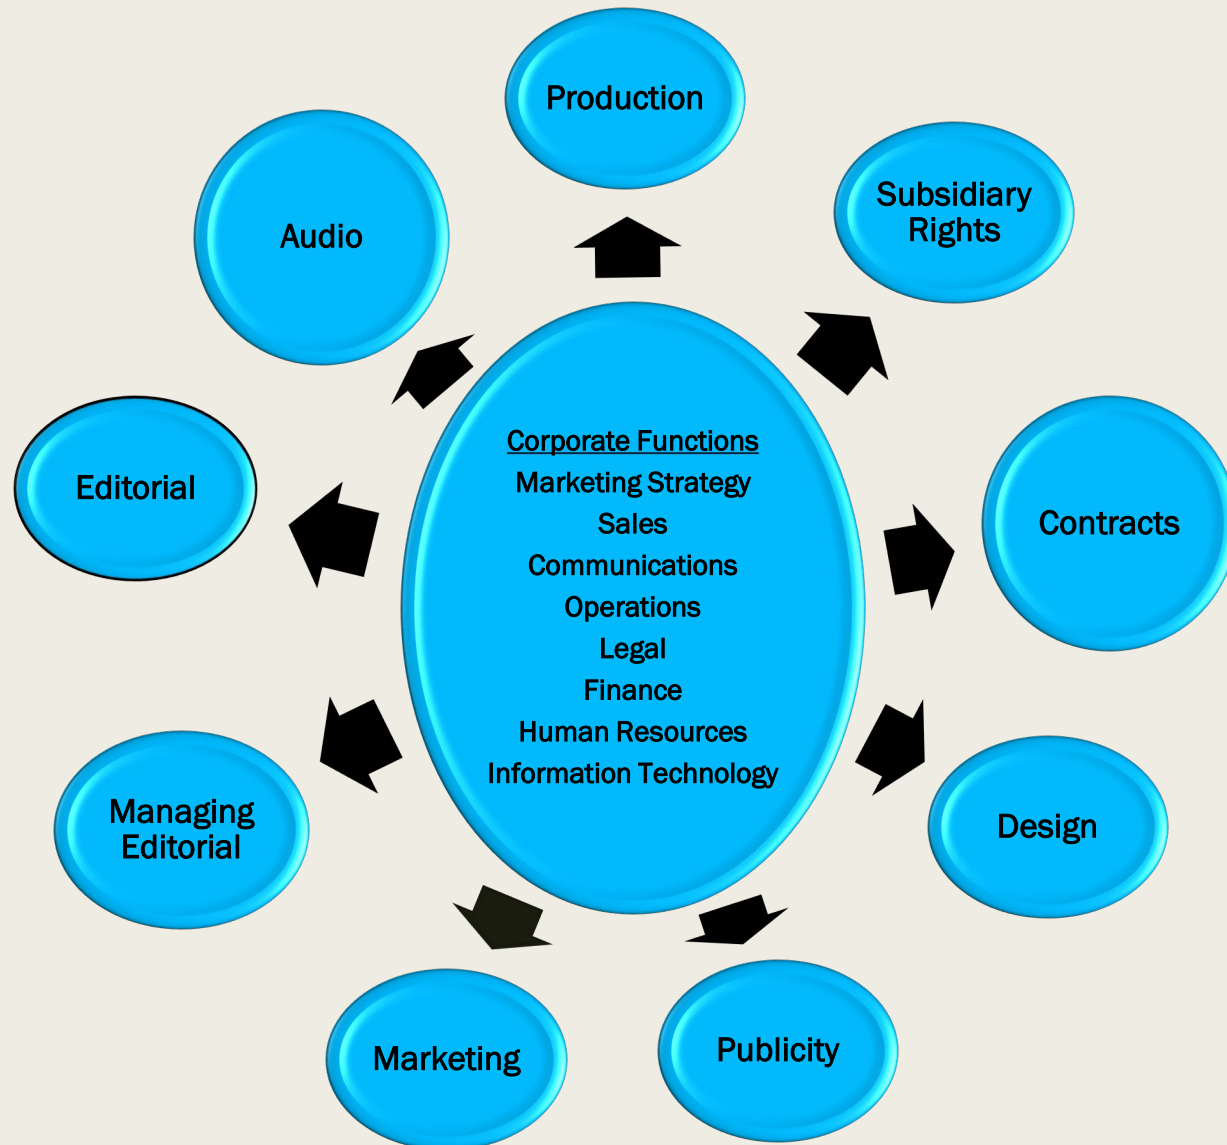 Production
Subsidiary
Rights
Audio
Corporate Functions
Marketing Strategy
Sales
Communications
Operations
Legal
Finance
Human Resources
Information Technology
Editorial
Contracts
Managing
Editorial
Design
Marketing
Publicity